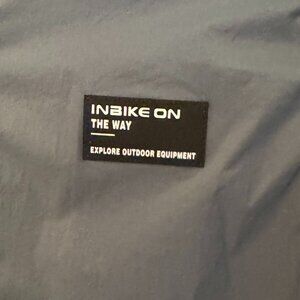 INBIKE ON
THE WAY
EXPLORE OUTDOOR EQUIPMENT